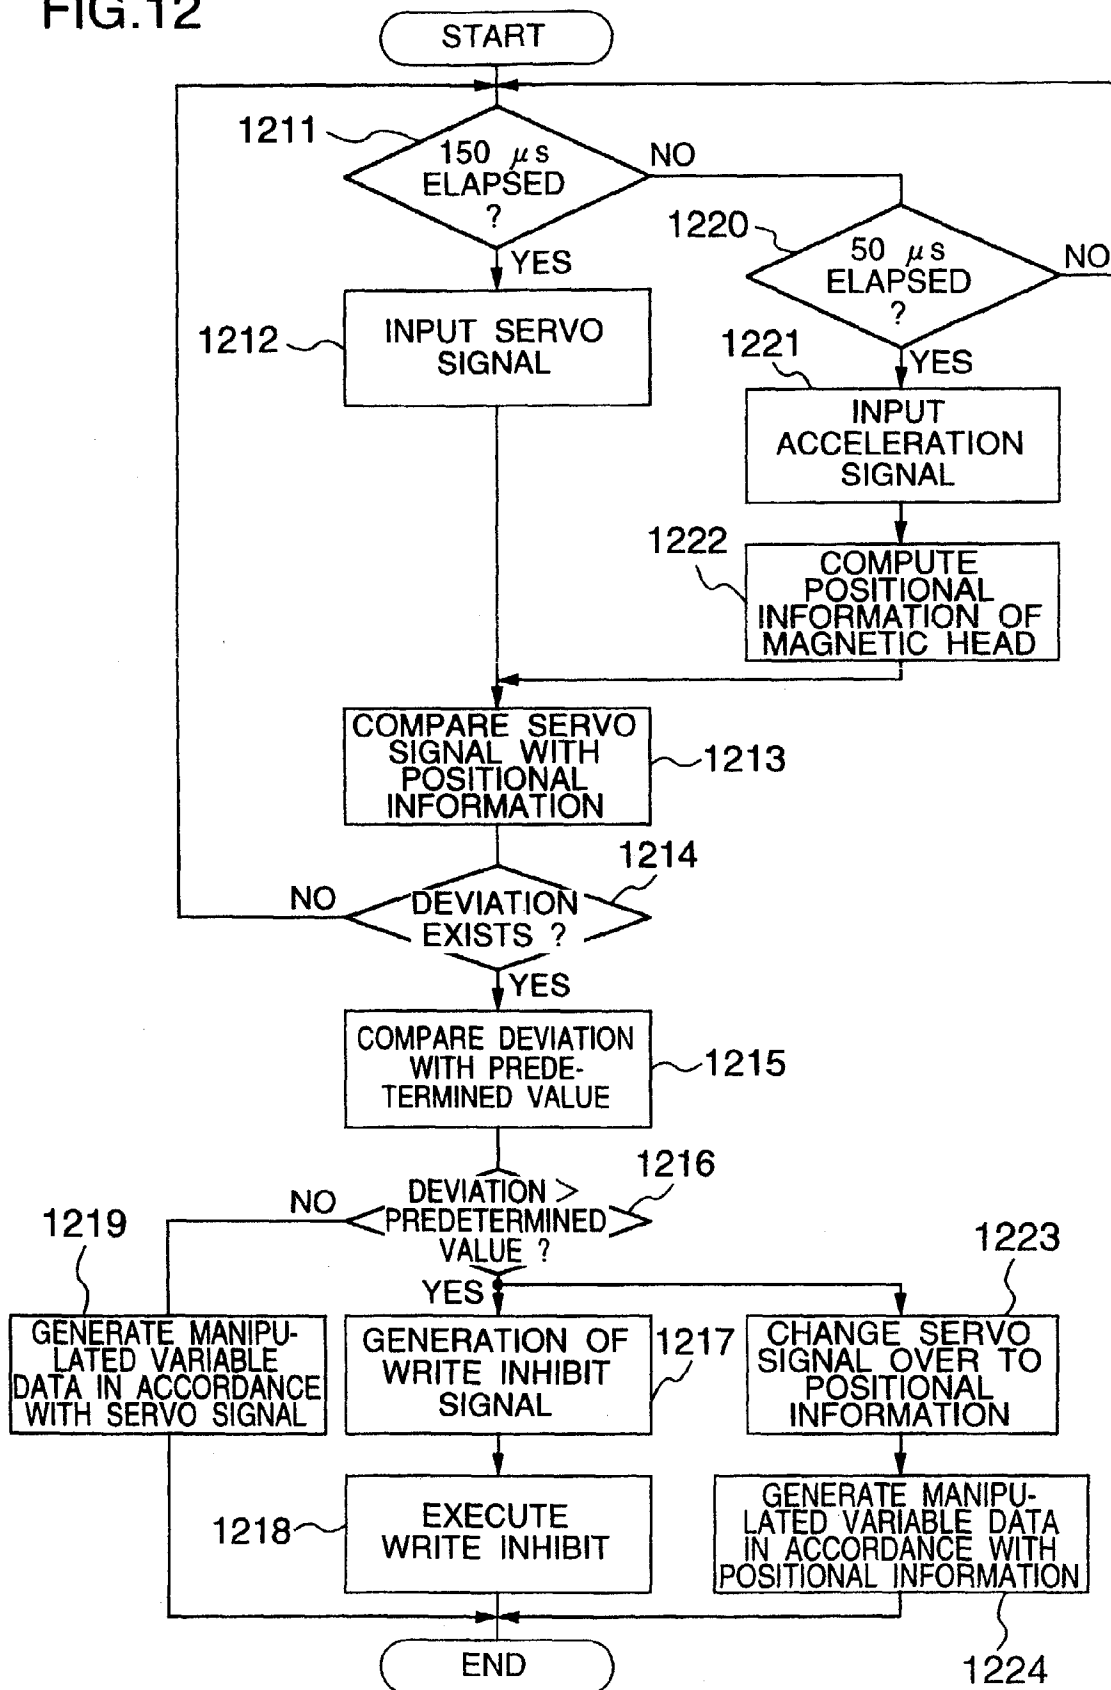 FIG.12
START
1211
150 μs
ELAPSED
?
NO
YES
1220
50 μs
ELAPSED
?
NO
YES
1212
INPUT SERVO
SIGNAL
1221
INPUT
ACCELERATION
SIGNAL
1222
COMPUTE
POSITIONAL
INFORMATION OF
MAGNETIC HEAD
COMPARE SERVO
SIGNAL WITH
POSITIONAL
INFORMATION
1213
1214
NO
DEVIATION
EXISTS ?
YES
COMPARE DEVIATION
WITH PREDE-
TERMINED VALUE
1215
1216
NO
DEVIATION >
PREDETERMINED
VALUE ?
YES
1219
GENERATE MANIPU-
LATED VARIABLE
DATA IN ACCORDANCE
WITH SERVO SIGNAL
GENERATION OF
WRITE INHIBIT
SIGNAL
1217
1223
CHANGE SERVO
SIGNAL OVER TO
POSITIONAL
INFORMATION
1218
EXECUTE
WRITE INHIBIT
GENERATE MANIPU-
LATED VARIABLE DATA
IN ACCORDANCE WITH
POSITIONAL INFORMATION
1224
END